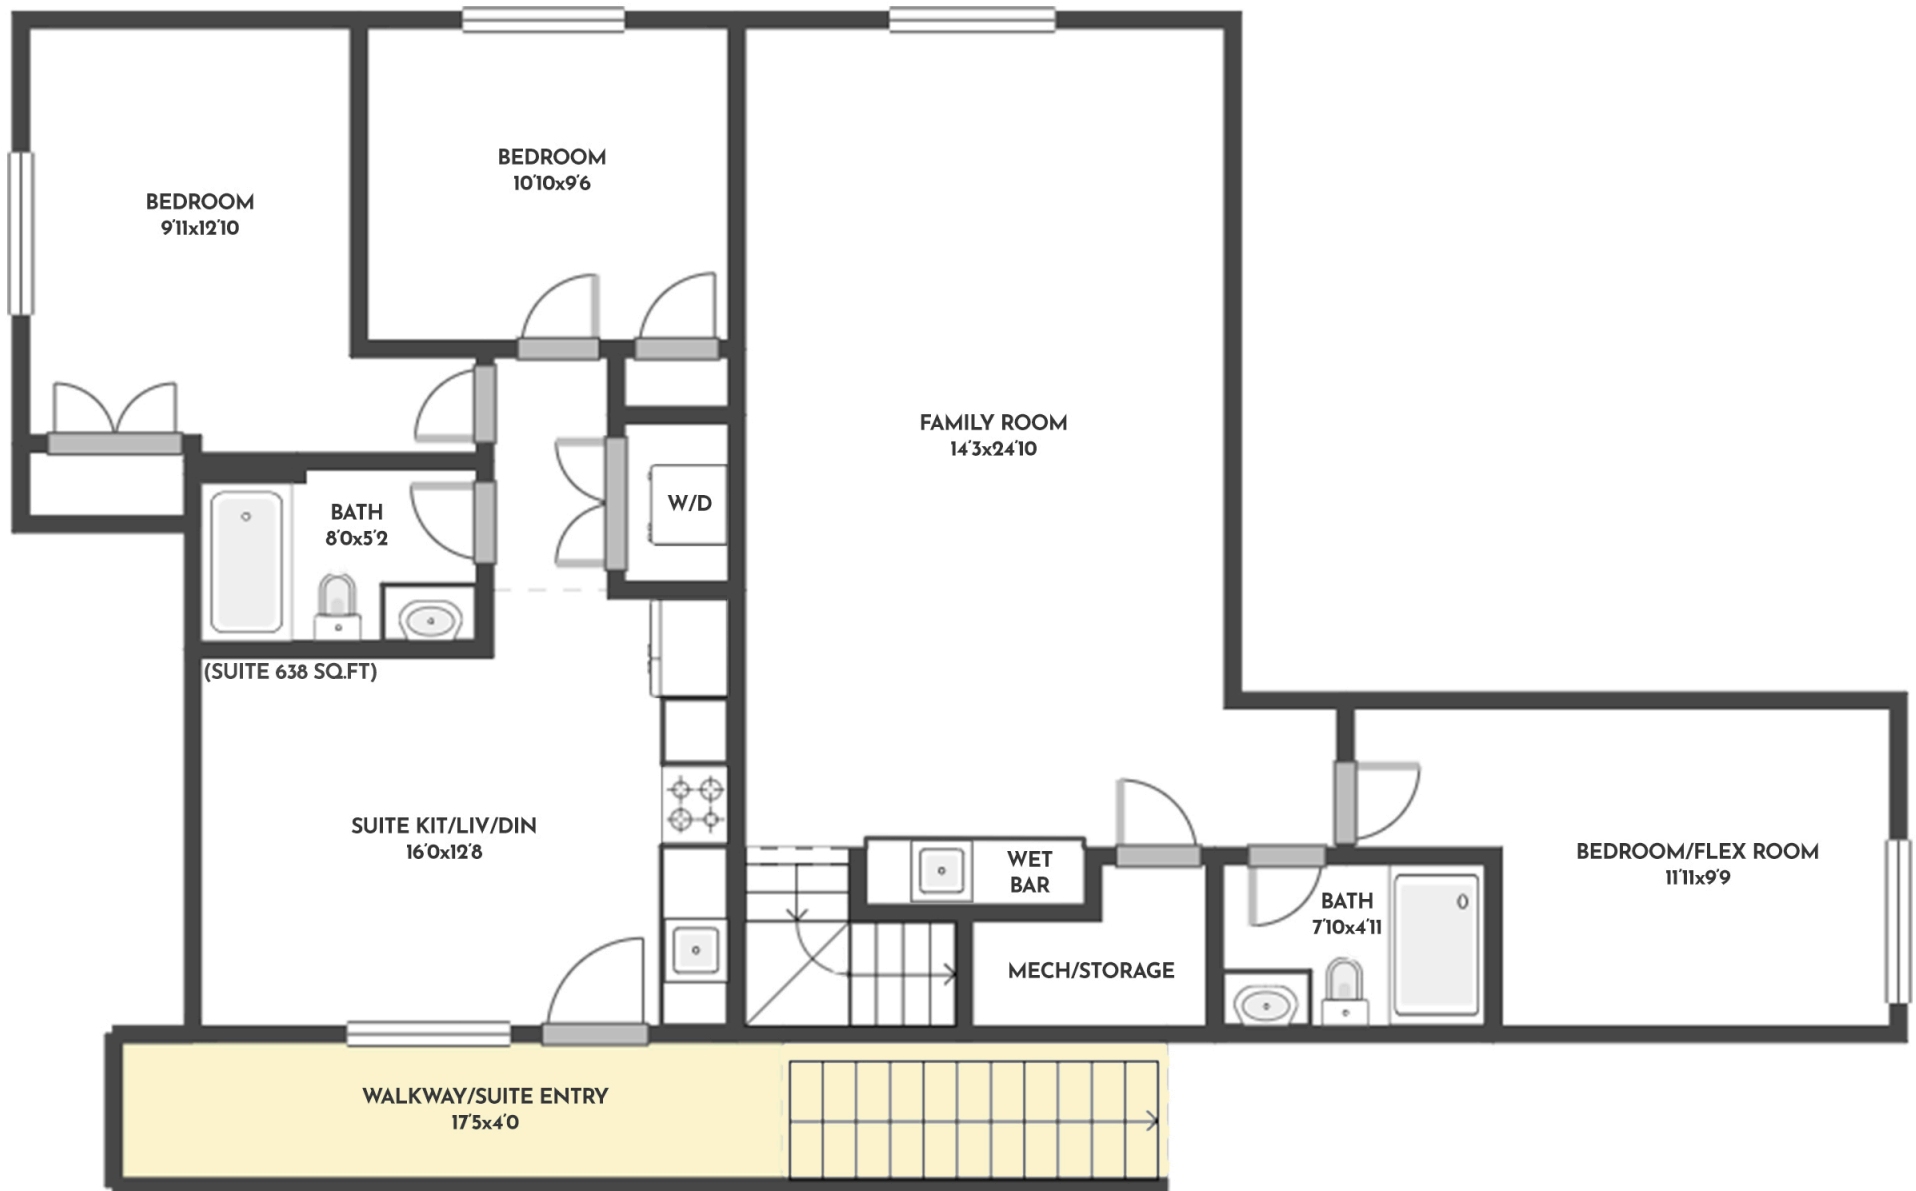 BEDROOM
10'10x9'6
BEDROOM
9'11x12'10
FAMILY ROOM
14'3x24'10
W/D
BATH
8'0x5'2
(SUITE 638 SQ.FT)
SUITE KIT/LIV/DIN
16'0x12'8
WET
BAR
BEDROOM/FLEX ROOM
11'11x9'9
BATH
7'10x4'11
MECH/STORAGE
WALKWAY/SUITE ENTRY
17'5x4'0